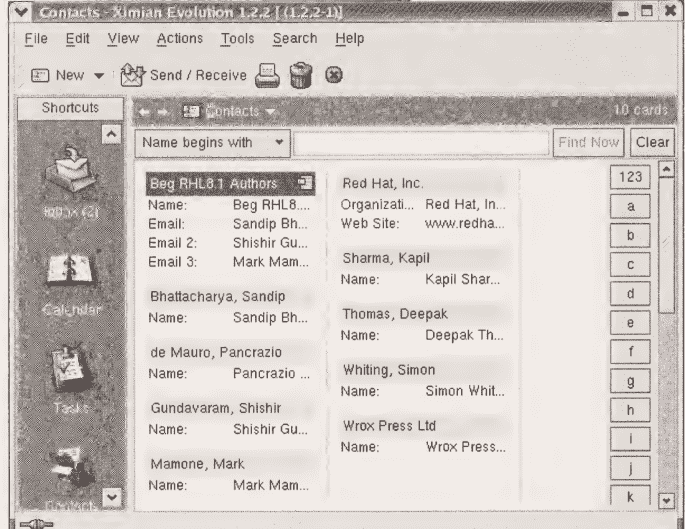 Contacts - Ximian Evolution 1.2.2 [ (1.2.2-1)]
File Edit View Actions Tools Search Help
New Send / Receive
Shortcuts
Contacts
10 cards
Name begins with
Find Now
Clear
Inbox (2)
Calendar
Tasks
Contacts
Beg RHL8.1 Authors
Name: Beg RHL8....
Email: Sandip Bh...
Email 2: Shishir Gu...
Email 3: Mark Mam...
Bhattacharya, Sandip
Name: Sandip Bh...
de Mauro, Pancrazio
Name: Pancrazio ...
Gundavaram, Shishir
Name: Shishir Gu...
Mamone, Mark
Name: Mark Mam...
Red Hat, Inc.
Organizati... Red Hat, In...
Web Site: www.redha...
Sharma, Kapil
Name: Kapil Shar...
Thomas, Deepak
Name: Deepak Th...
Whiting, Simon
Name: Simon Whit...
Wrox Press Ltd
Name: Wrox Press...
123
a
b
c
d
e
f
g
h
i
j
k